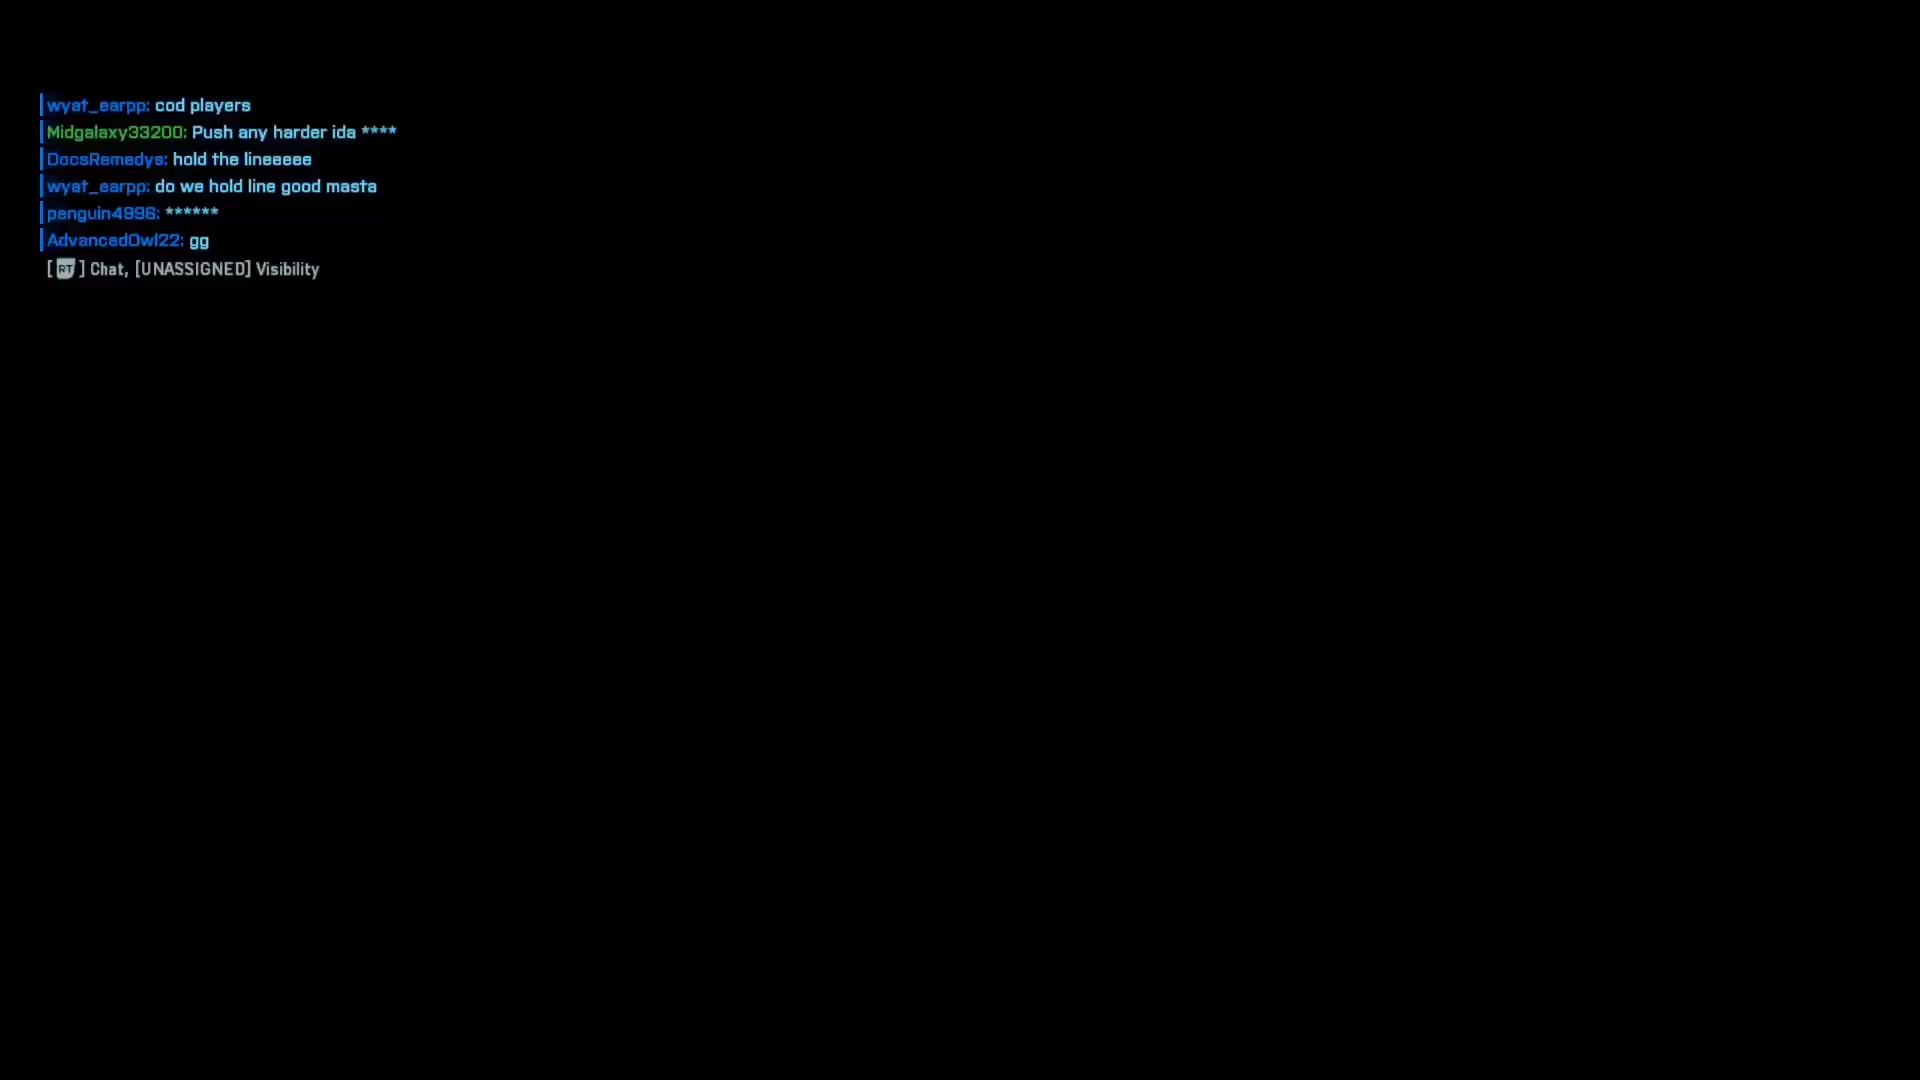 wyat_earpp: cod players
Midgalaxy33200: Push any harder ida ****
DocsRemedys: hold the lineeeee
wyat_earpp: do we hold line good masta
penguin4996: ******
AdvancedOwl22: gg
[ RT ] Chat, [UNASSIGNED] Visibility